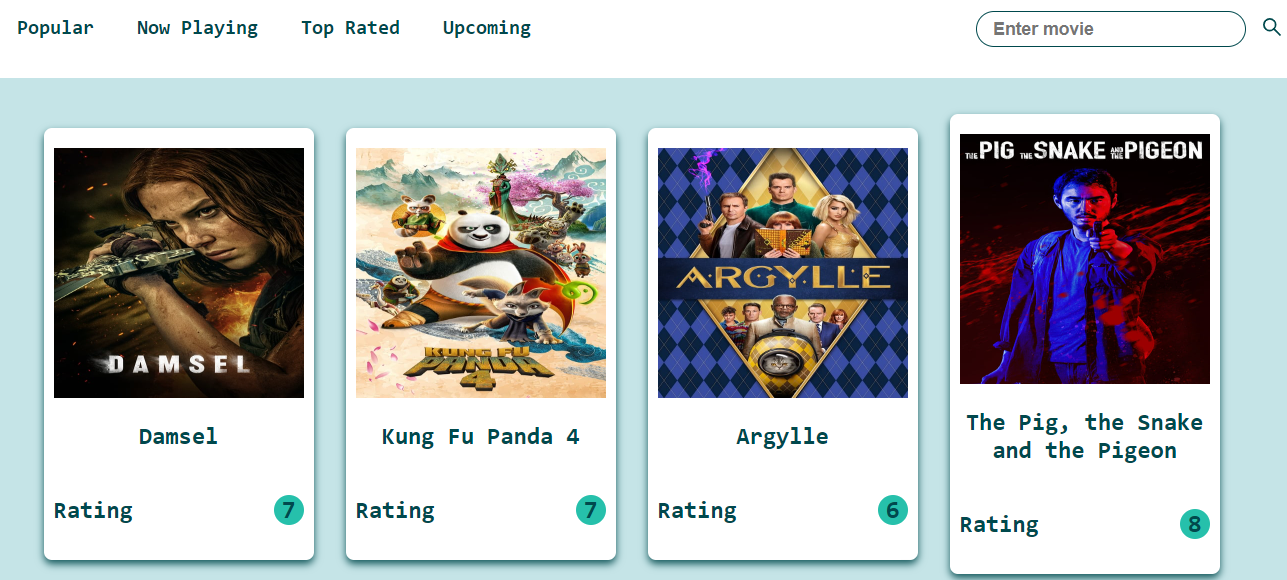 Popular Now Playing Top Rated Upcoming Enter movie
DAMSEL
Damsel
Rating 7
KUNG FU
PANDA
4
Kung Fu Panda 4
Rating 7
ARGYLLE
Argylle
Rating 6
THE PIG THE SNAKE AND THE PIGEON
The Pig, the Snake
and the Pigeon
Rating 8